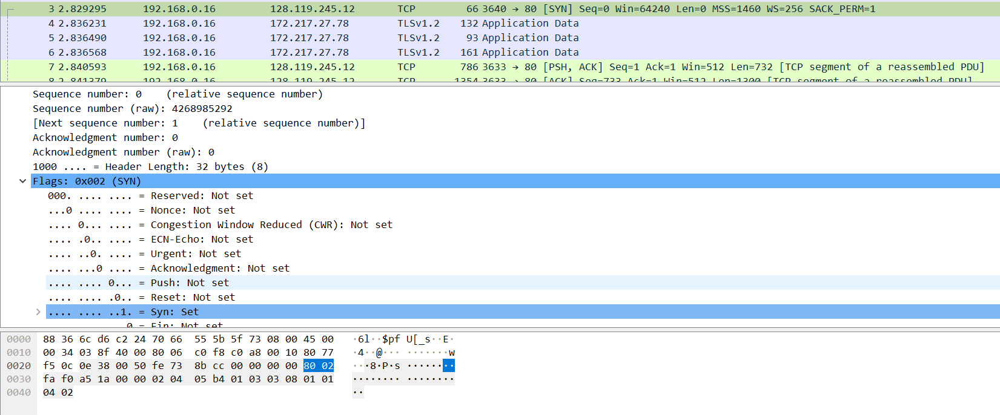 3 2.829295 192.168.0.16 128.119.245.12 TCP 66 3640 → 80 [SYN] Seq=0 Win=64240 Len=0 MSS=1460 WS=256 SACK_PERM=1
4 2.836231 192.168.0.16 172.217.27.78 TLSv1.2 132 Application Data
5 2.836490 192.168.0.16 172.217.27.78 TLSv1.2 93 Application Data
6 2.836568 192.168.0.16 172.217.27.78 TLSv1.2 161 Application Data
7 2.840593 192.168.0.16 128.119.245.12 TCP 786 3633 → 80 [PSH, ACK] Seq=1 Ack=1 Win=512 Len=732 [TCP segment of a reassembled PDU]
8 2.841379 192.168.0.16 128.119.245.12 TCP 1354 3633 → 80 [ACK] Seq=733 Ack=1 Win=512 Len=1300 [TCP segment of a reassembled PDU]
Sequence number: 0 (relative sequence number)
Sequence number (raw): 4268985292
[Next sequence number: 1 (relative sequence number)]
Acknowledgment number: 0
Acknowledgment number (raw): 0
1000 .... = Header Length: 32 bytes (8)
Flags: 0x002 (SYN)
000. .... .... = Reserved: Not set
...0 .... .... = Nonce: Not set
.... 0... .... = Congestion Window Reduced (CWR): Not set
.... .0.. .... = ECN-Echo: Not set
.... ..0. .... = Urgent: Not set
.... ...0 .... = Acknowledgment: Not set
.... .... 0... = Push: Not set
.... .... .0.. = Reset: Not set
.... .... ..1. = Syn: Set
0 = Fin: Not set
0000 88 36 6c d6 c2 24 70 66 55 5b 5f 73 08 00 45 00 ·6l··$pf U[_s··E·
0010 00 34 03 8f 40 00 80 06 c0 f8 c0 a8 00 10 80 77 ·4··@··· ·······w
0020 f5 0c 0e 38 00 50 fe 73 8b cc 00 00 00 00 80 02 ···8·P·s ········
0030 fa f0 a5 1a 00 00 02 04 05 b4 01 03 03 08 01 01 ········ ········
0040 04 02 ··